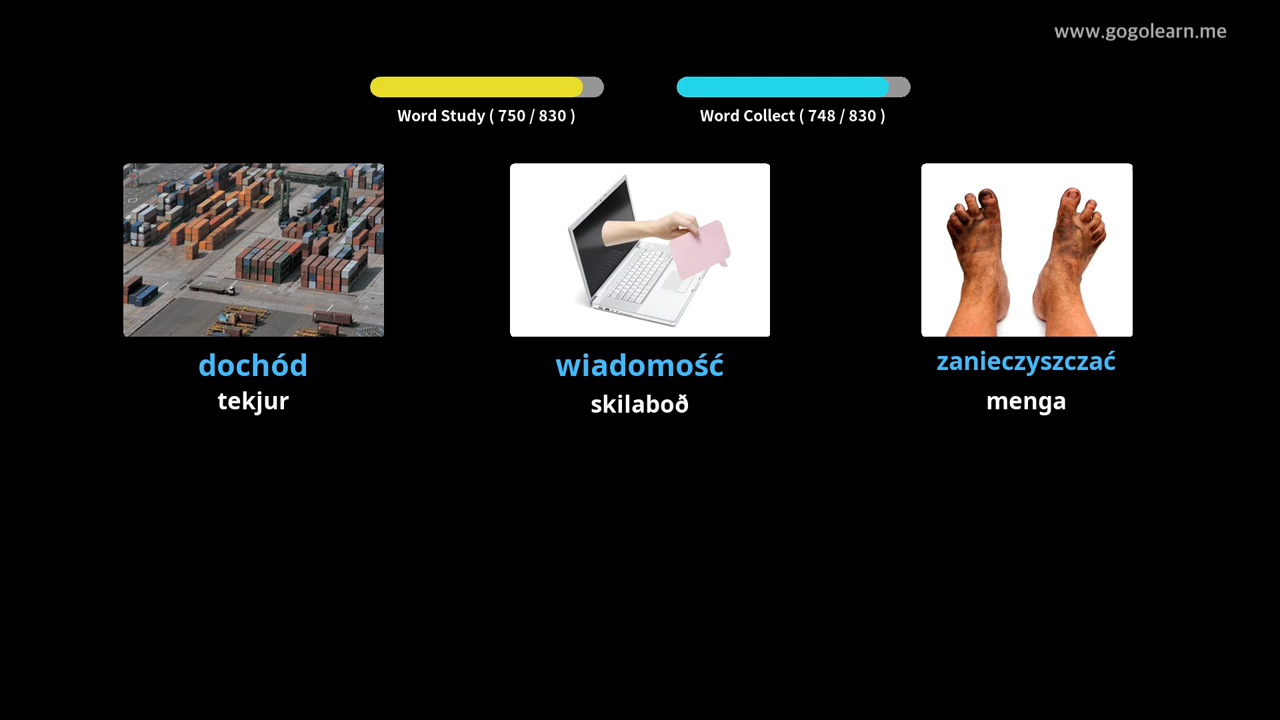 www.gogolearn.me
Word Study ( 750 / 830 )
Word Collect ( 748 / 830 )
dochód
tekjur
wiadomość
skilaboð
zanieczyszczać
menga